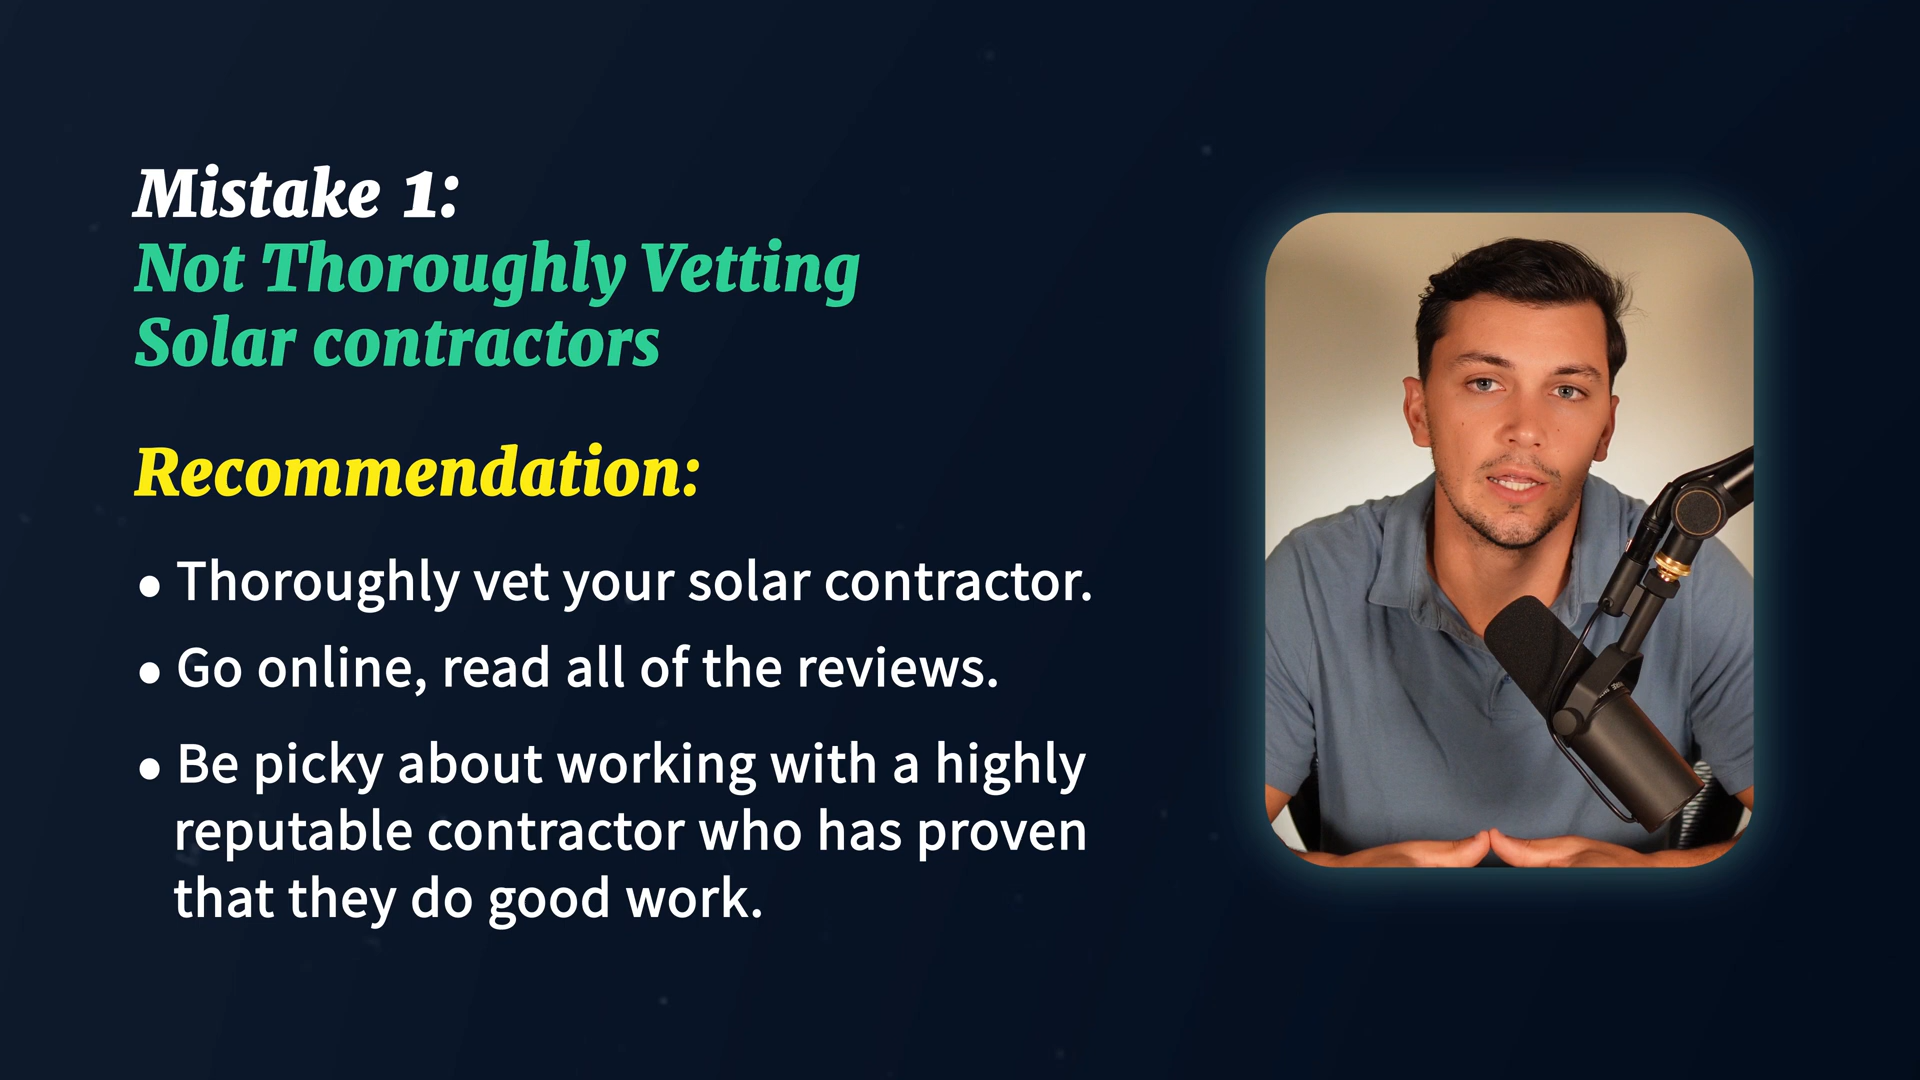 Mistake 1:
Not Thoroughly Vetting
Solar contractors
Recommendation:
• Thoroughly vet your solar contractor.
• Go online, read all of the reviews.
• Be picky about working with a highly
reputable contractor who has proven
that they do good work.